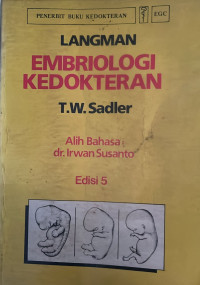 PENERBIT BUKU KEDOKTERAN
EGC
LANGMAN
EMBRIOLOGI
KEDOKTERAN
T.W. Sadler
Alih Bahasa
dr. Irwan Susanto
Edisi 5